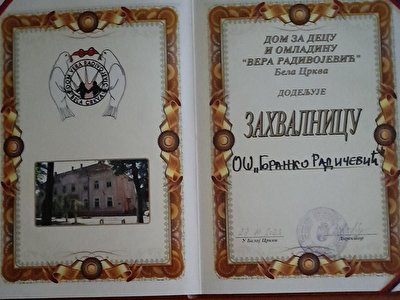 ДОМ ЗА ДЕЦУ
И ОМЛАДИНУ
"ВЕРА РАДИВОЈЕВИЋ"
Бела Црква
ДОДЕЉУЈЕ
ЗАХВАЛНИЦУ
ОШ „БРАНКО РАДИЧЕВИЋ"
У Белој Цркви
Директор